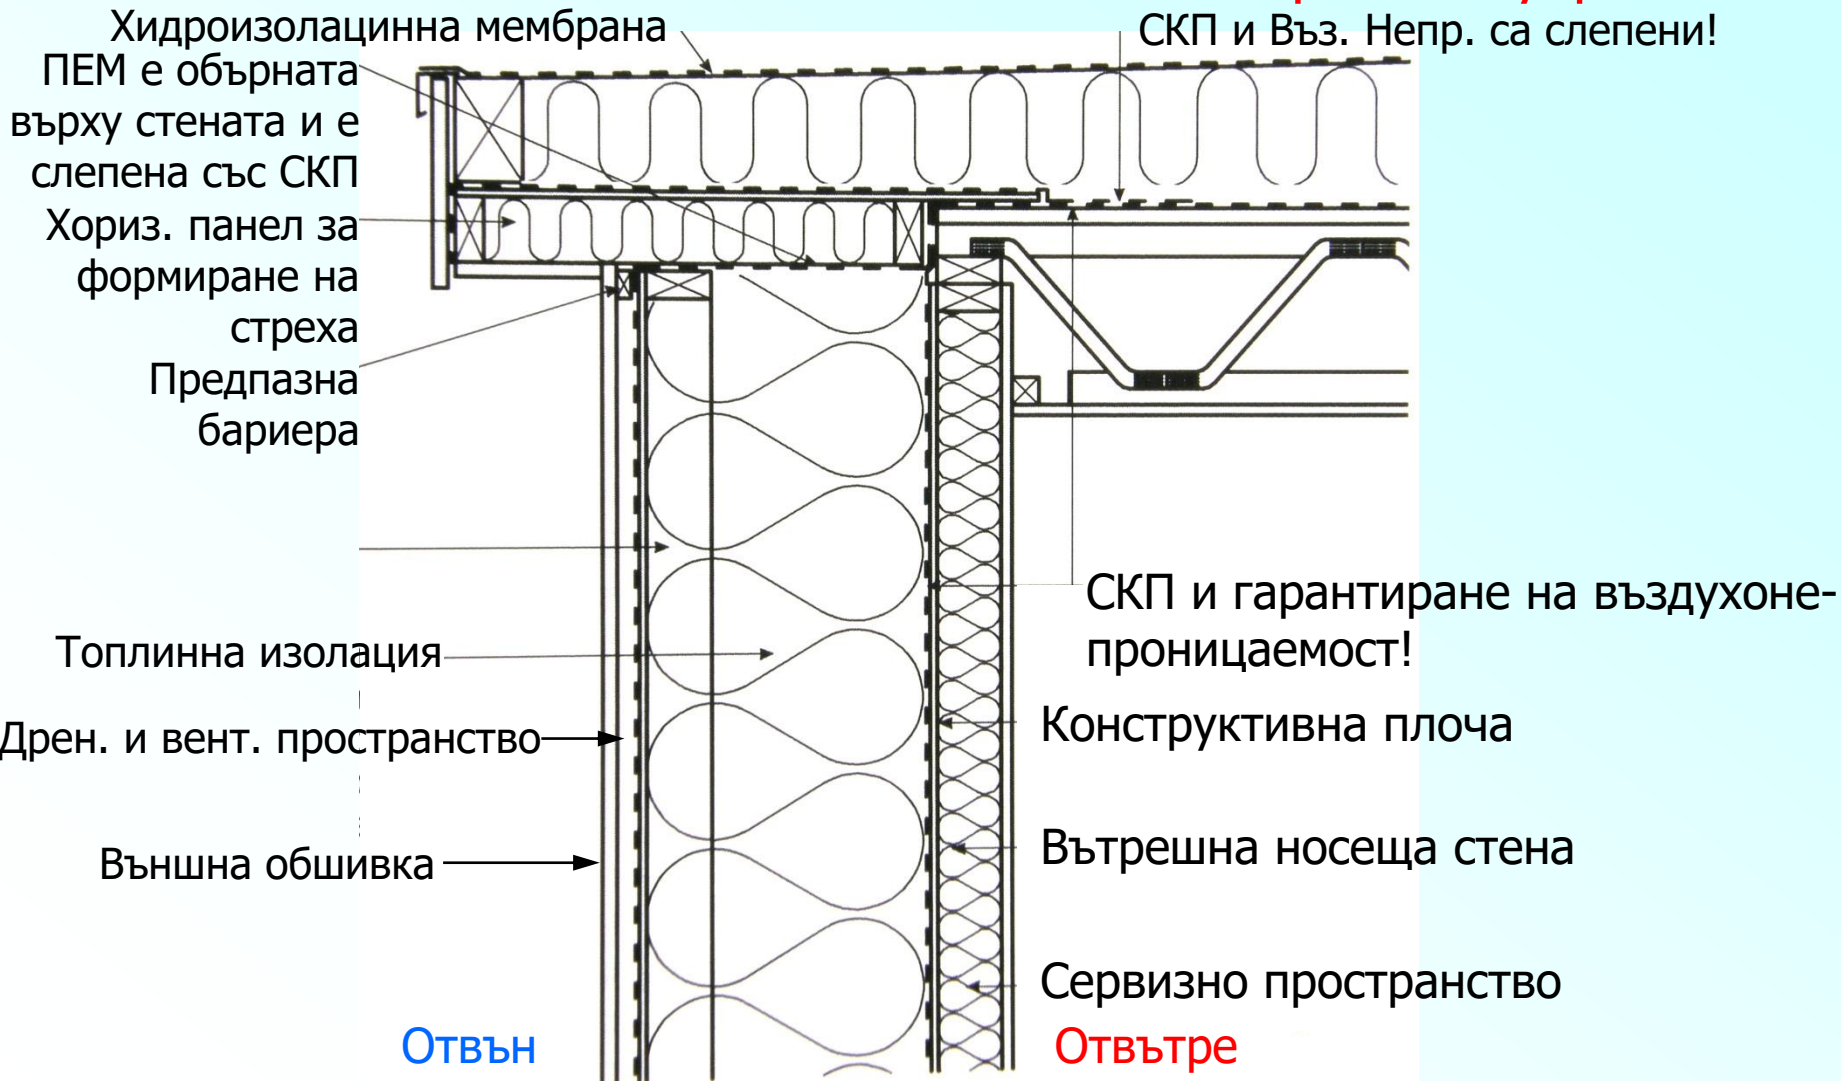 Хидроизолацинна мембрана
ПЕМ е обърната
върху стената и е
слепена със СКП
Хориз. панел за
формиране на
стреха
Предпазна
бариера
Топлинна изолация
Дрен. и вент. пространство
Външна обшивка
Отвън
СКП и Въз. Непр. са слепени!
СКП и гарантиране на въздухоне-
проницаемост!
Конструктивна плоча
Вътрешна носеща стена
Сервизно пространство
Отвътре